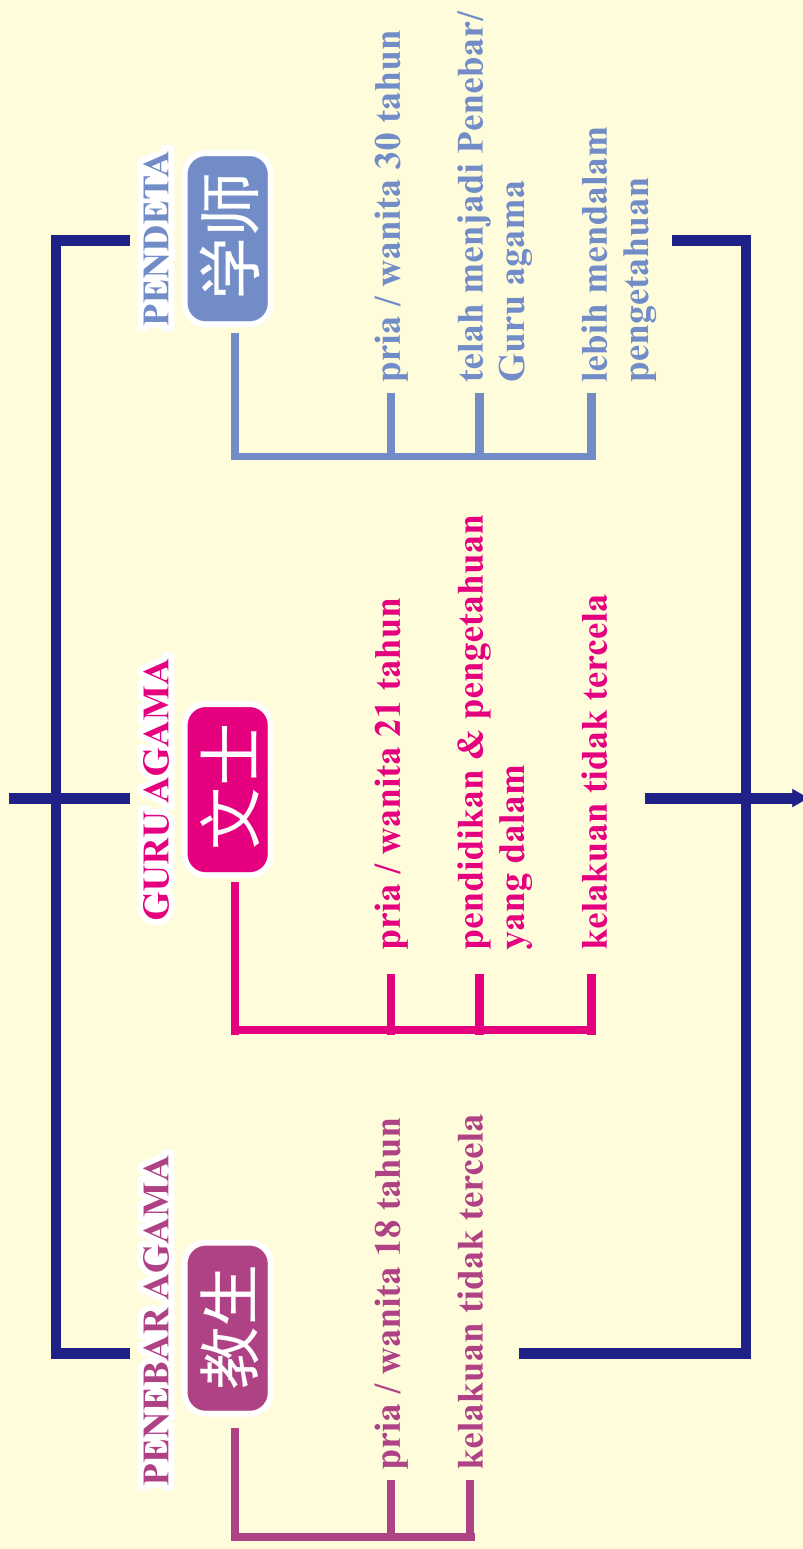 PENEBAR AGAMA
教生
pria / wanita 18 tahun
kelakuan tidak tercela
GURU AGAMA
文士
pria / wanita 21 tahun
pendidikan & pengetahuan
yang dalam
kelakuan tidak tercela
PENDETA
学师
pria / wanita 30 tahun
telah menjadi Penebar/
Guru agama
lebih mendalam
pengetahuan